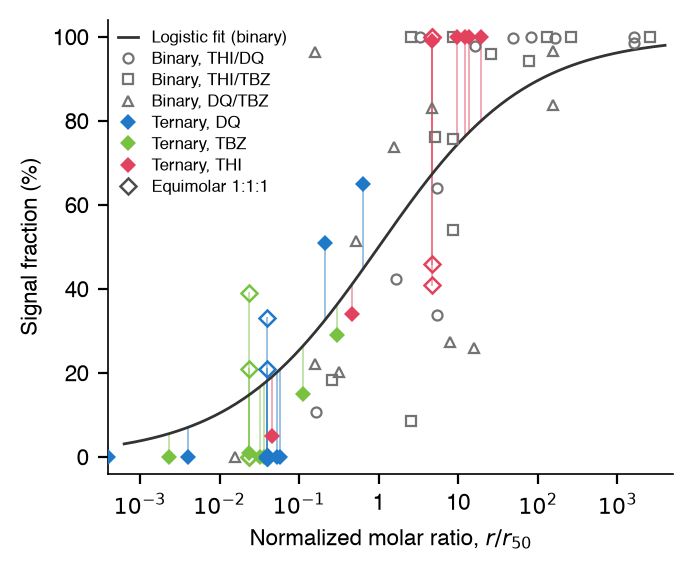 Logistic fit (binary)
Binary, THI/DQ
Binary, THI/TBZ
Binary, DQ/TBZ
Ternary, DQ
Ternary, TBZ
Ternary, THI
Equimolar 1:1:1
Signal fraction (%)
100
80
60
40
20
0
10⁻³ 10⁻² 10⁻¹ 1 10 10² 10³
Normalized molar ratio, r/r₅₀